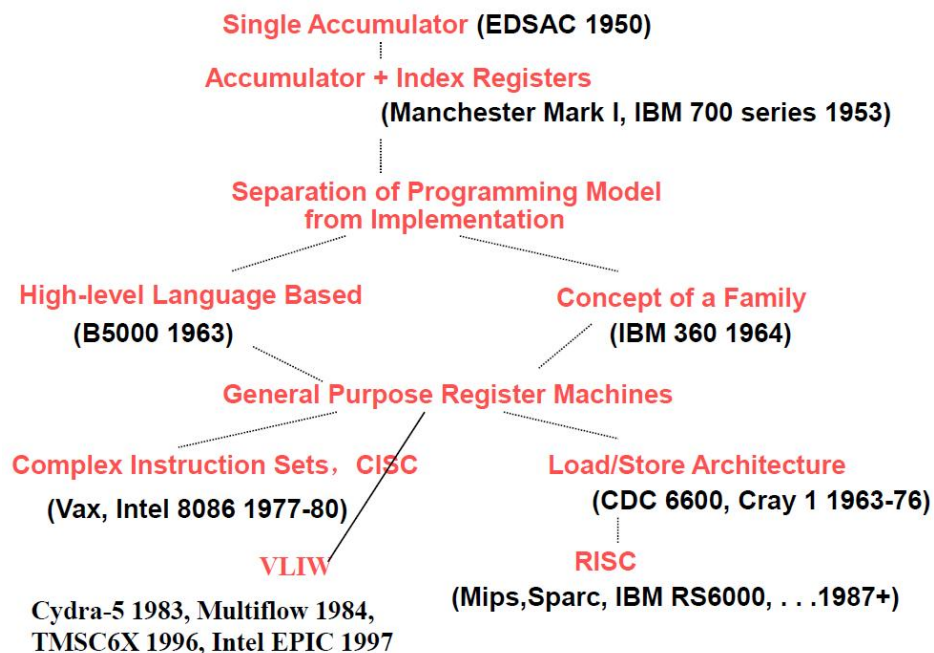 Single Accumulator (EDSAC 1950)
Accumulator + Index Registers
(Manchester Mark I, IBM 700 series 1953)
Separation of Programming Model
from Implementation
High-level Language Based
Concept of a Family
(B5000 1963)
(IBM 360 1964)
General Purpose Register Machines
Complex Instruction Sets，CISC
Load/Store Architecture
(Vax, Intel 8086 1977-80)
(CDC 6600, Cray 1 1963-76)
VLIW
RISC
(Mips,Sparc, IBM RS6000, . . .1987+)
Cydra-5 1983, Multiflow 1984,
TMSC6X 1996, Intel EPIC 1997